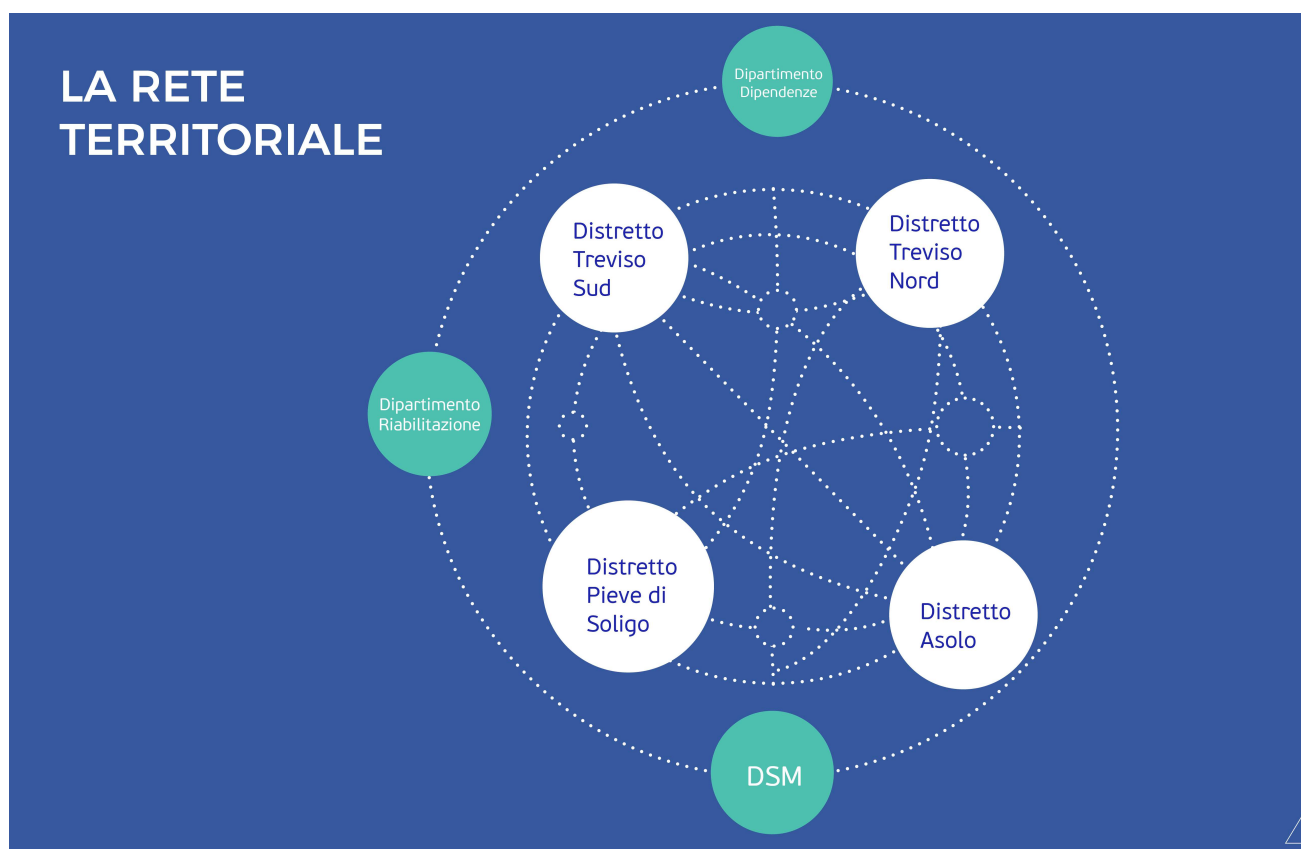 LA RETE
TERRITORIALE
Dipartimento
Dipendenze
Distretto
Treviso
Sud
Distretto
Treviso
Nord
Dipartimento
Riabilitazione
Distretto
Pieve di
Soligo
Distretto
Asolo
DSM